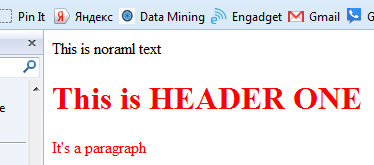 Pin It Яндекс Data Mining Engadget Gmail
This is noraml text
This is HEADER ONE
It's a paragraph